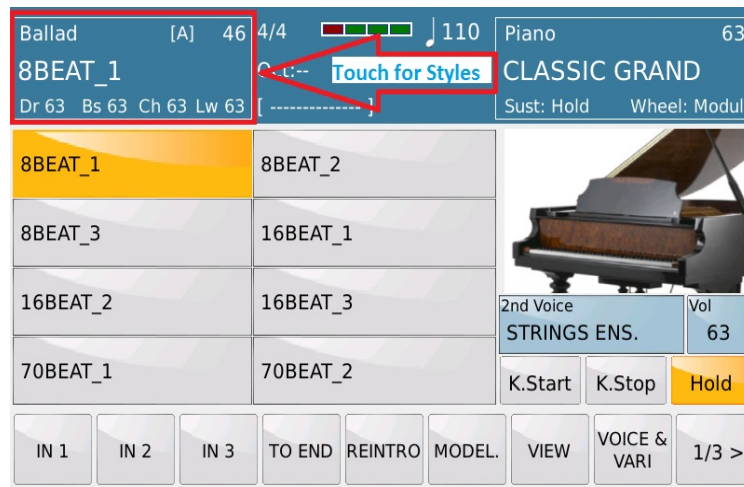 Ballad [A] 46
8BEAT_1
Dr 63 Bs 63 Ch 63 Lw 63
4/4 110
Touch for Styles
[ -------------- ]
Piano 63
CLASSIC GRAND
Sust: Hold Wheel: Modul
8BEAT_1
8BEAT_2
8BEAT_3
16BEAT_1
16BEAT_2
16BEAT_3
70BEAT_1
70BEAT_2
2nd Voice
STRINGS ENS.
Vol
63
K.Start
K.Stop
Hold
IN 1
IN 2
IN 3
TO END
REINTRO
MODEL.
VIEW
VOICE &
VARI
1/3 >